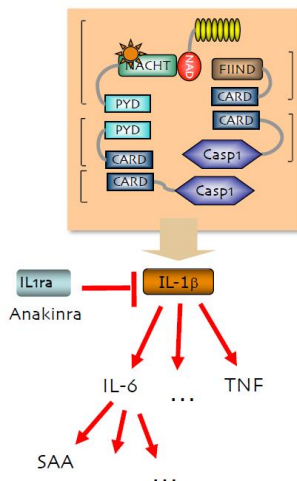 NACHT
NAD
FIIND
PYD
CARD
PYD
CARD
CARD
Casp1
CARD
Casp1
IL1ra
IL-1β
Anakinra
IL-6
...
TNF
SAA
...